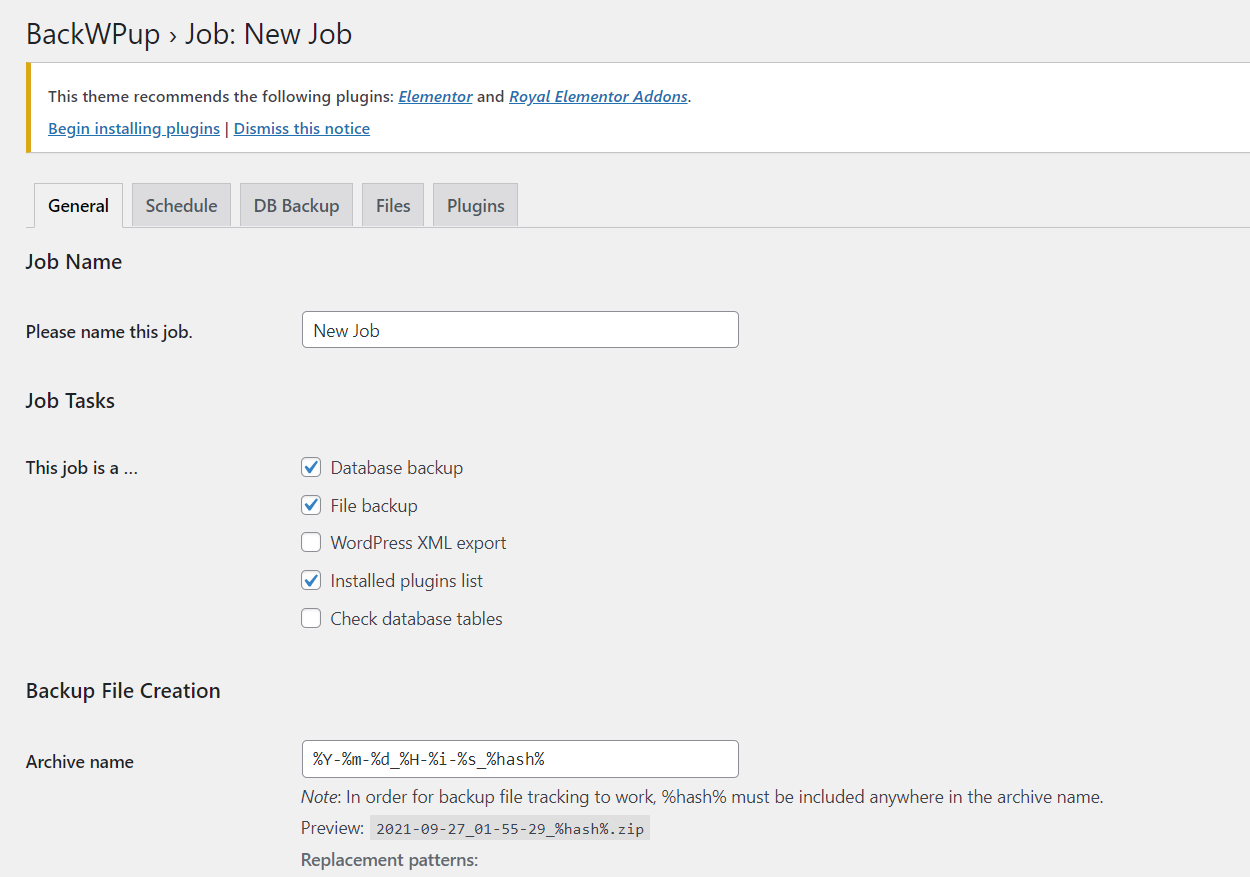 BackWPup › Job: New Job
This theme recommends the following plugins: Elementor and Royal Elementor Addons.
Begin installing plugins | Dismiss this notice
General Schedule DB Backup Files Plugins
Job Name
Please name this job. New Job
Job Tasks
This job is a … Database backup
File backup
WordPress XML export
Installed plugins list
Check database tables
Backup File Creation
Archive name %Y-%m-%d_%H-%i-%s_%hash%
Note: In order for backup file tracking to work, %hash% must be included anywhere in the archive name.
Preview: 2021-09-27_01-55-29_%hash%.zip
Replacement patterns: